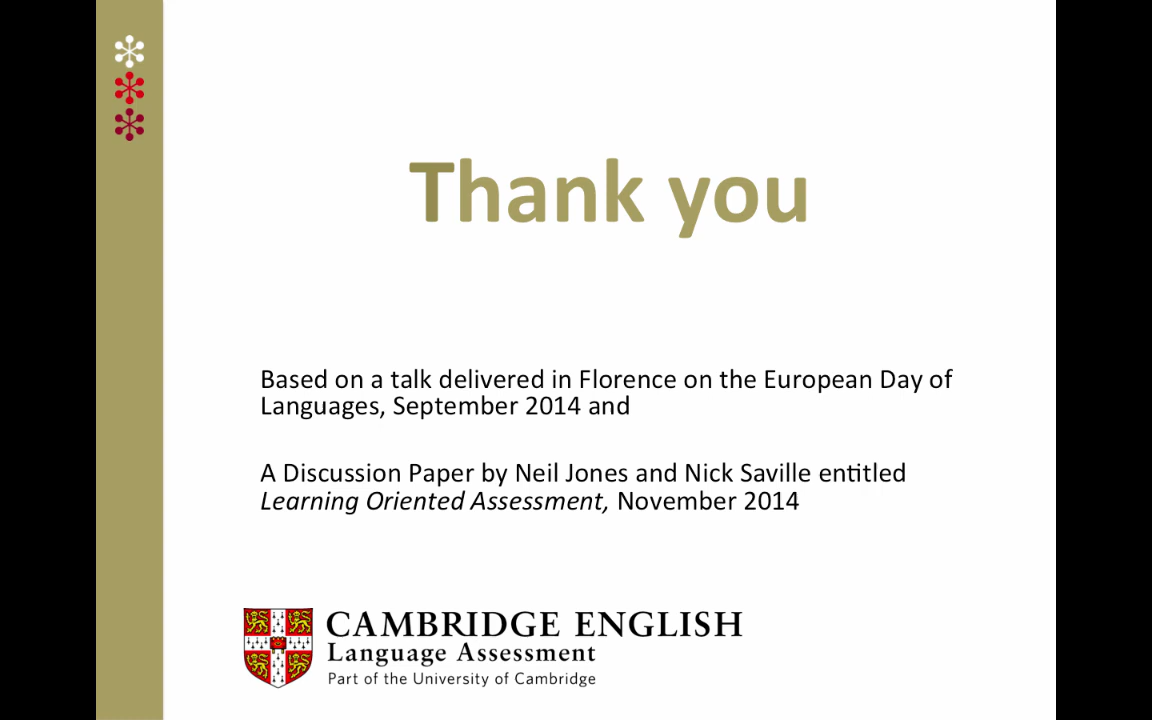 Thank you
Based on a talk delivered in Florence on the European Day of
Languages, September 2014 and
A Discussion Paper by Neil Jones and Nick Saville entitled
Learning Oriented Assessment, November 2014
CAMBRIDGE ENGLISH
Language Assessment
Part of the University of Cambridge